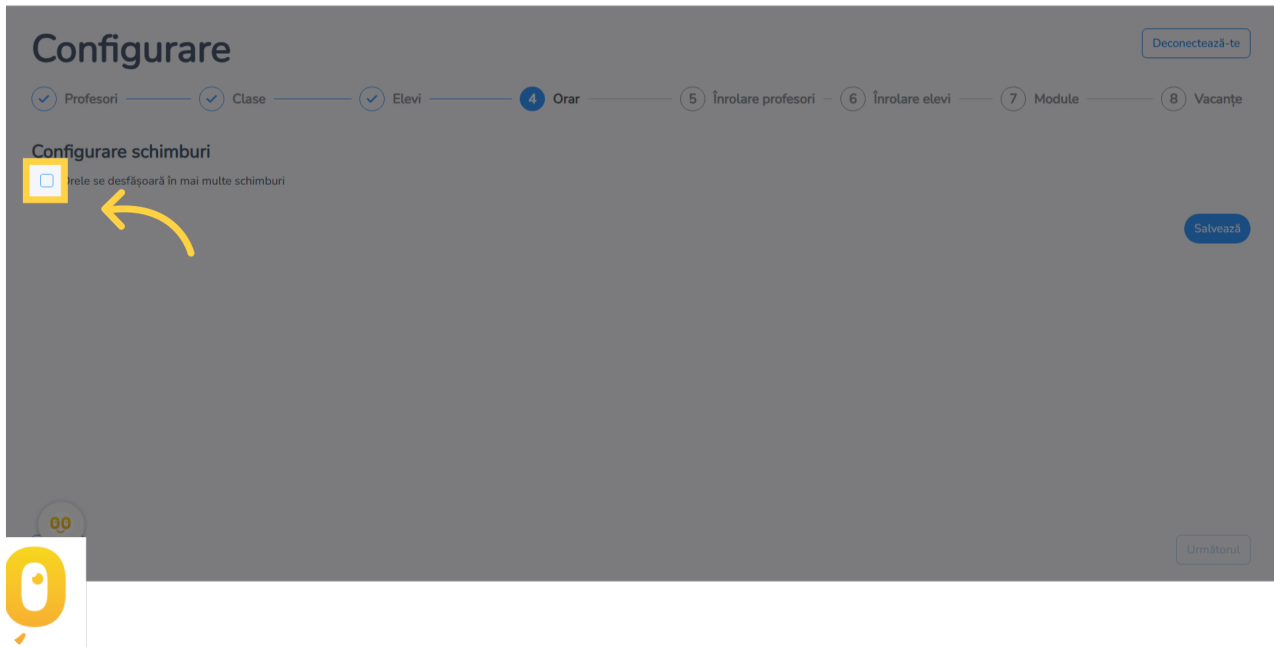 Configurare
Deconectează-te
Profesori Clase Elevi 4 Orar 5 Înrolare profesori 6 Înrolare elevi 7 Module 8 Vacanțe
Configurare schimburi
Orele se desfășoară în mai multe schimburi
Salvează
Următorul